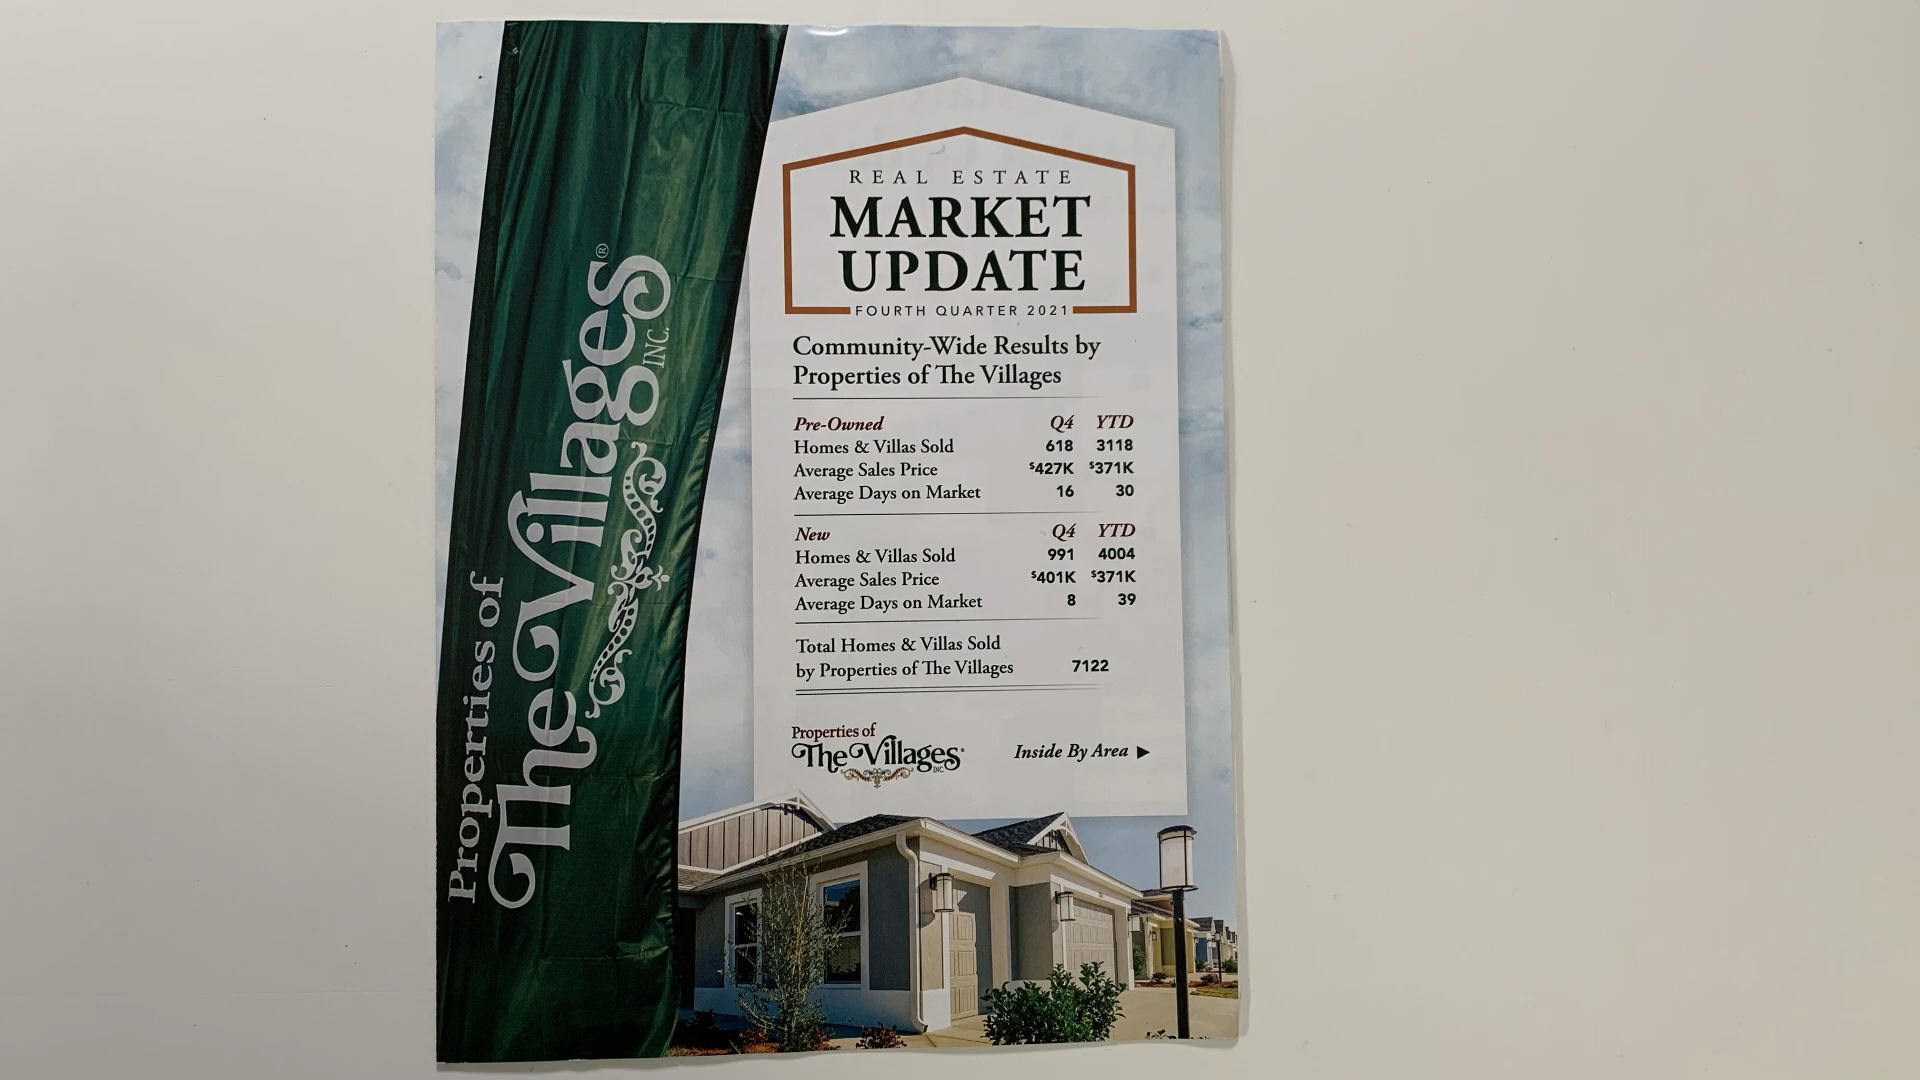 Properties of
The Villages®
INC.
REAL ESTATE
MARKET
UPDATE
FOURTH QUARTER 2021
Community-Wide Results by
Properties of The Villages
Pre-Owned Q4 YTD
Homes & Villas Sold 618 3118
Average Sales Price $427K $371K
Average Days on Market 16 30
New Q4 YTD
Homes & Villas Sold 991 4004
Average Sales Price $401K $371K
Average Days on Market 8 39
Total Homes & Villas Sold
by Properties of The Villages 7122
Properties of
The Villages®
INC.
Inside By Area ▶